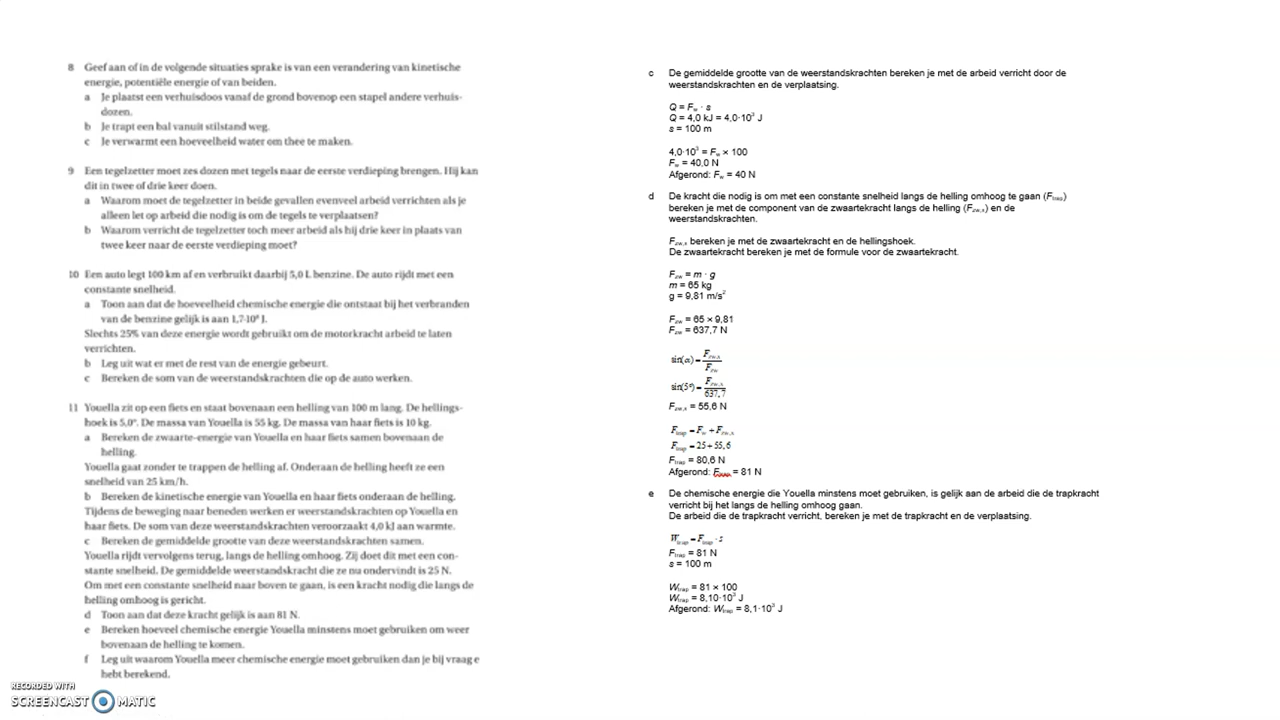 8 Geef aan of in de volgende situaties sprake is van een verandering van kinetische
energie, potentiële energie of van beiden.
a Je plaatst een verhuisdoos vanaf de grond bovenop een stapel andere verhuis-
dozen.
b Je trapt een bal vanuit stilstand weg.
c Je verwarmt een hoeveelheid water om thee te maken.
9 Een tegelzetter moet zes dozen met tegels naar de eerste verdieping brengen. Hij kan
dit in twee of drie keer doen.
a Waarom moet de tegelzetter in beide gevallen evenveel arbeid verrichten als je
alleen let op arbeid die nodig is om de tegels te verplaatsen?
b Waarom verricht de tegelzetter toch meer arbeid als hij drie keer in plaats van
twee keer naar de eerste verdieping moet?
10 Een auto legt 100 km af en verbruikt daarbij 5,0 L benzine. De auto rijdt met een
constante snelheid.
a Toon aan dat de hoeveelheid chemische energie die ontstaat bij het verbranden
van de benzine gelijk is aan 1,7·10⁸ J.
Slechts 25% van deze energie wordt gebruikt om de motorkracht arbeid te laten
verrichten.
b Leg uit wat er met de rest van de energie gebeurt.
c Bereken de som van de weerstandskrachten die op de auto werken.
11 Youella zit op een fiets en staat bovenaan een helling van 100 m lang. De hellings-
hoek is 5,0°. De massa van Youella is 55 kg. De massa van haar fiets is 10 kg.
a Bereken de zwaarte-energie van Youella en haar fiets samen bovenaan de
helling.
Youella gaat zonder te trappen de helling af. Onderaan de helling heeft ze een
snelheid van 25 km/h.
b Bereken de kinetische energie van Youella en haar fiets onderaan de helling.
Tijdens de beweging naar beneden werken er weerstandskrachten op Youella en
haar fiets. De som van deze weerstandskrachten veroorzaakt 4,0 kJ aan warmte.
c Bereken de gemiddelde grootte van deze weerstandskrachten samen.
Youella rijdt vervolgens terug, langs de helling omhoog. Zij doet dit met een con-
stante snelheid. De gemiddelde weerstandskracht die ze nu ondervindt is 25 N.
Om met een constante snelheid naar boven te gaan, is een kracht nodig die langs de
helling omhoog is gericht.
d Toon aan dat deze kracht gelijk is aan 81 N.
e Bereken hoeveel chemische energie Youella minstens moet gebruiken om weer
bovenaan de helling te komen.
f Leg uit waarom Youella meer chemische energie moet gebruiken dan je bij vraag e
hebt berekend.
RECORDED WITH
SCREENCAST MATIC
c De gemiddelde grootte van de weerstandskrachten bereken je met de arbeid verricht door de
weerstandskrachten en de verplaatsing.
Q = Fw · s
Q = 4,0 kJ = 4,0·10³ J
s = 100 m
4,0·10³ = Fw × 100
Fw = 40,0 N
Afgerond: Fw = 40 N
d De kracht die nodig is om met een constante snelheid langs de helling omhoog te gaan (Ftrap)
bereken je met de component van de zwaartekracht langs de helling (Fzw,x) en de
weerstandskrachten.
Fzw,x bereken je met de zwaartekracht en de hellingshoek.
De zwaartekracht bereken je met de formule voor de zwaartekracht.
Fzw = m · g
m = 65 kg
g = 9,81 m/s²
Fzw = 65 × 9,81
Fzw = 637,7 N
sin(α) = Fzw,x / Fzw
sin(5°) = Fzw,x / 637,7
Fzw,x = 55,6 N
Ftrap = Fw + Fzw,x
Ftrap = 25 + 55,6
Ftrap = 80,6 N
Afgerond: Ftrap = 81 N
e De chemische energie die Youella minstens moet gebruiken, is gelijk aan de arbeid die de trapkracht
verricht bij het langs de helling omhoog gaan.
De arbeid die de trapkracht verricht, bereken je met de trapkracht en de verplaatsing.
Wtrap = Ftrap · s
Ftrap = 81 N
s = 100 m
Wtrap = 81 × 100
Wtrap = 8,10·10³ J
Afgerond: Wtrap = 8,1·10³ J